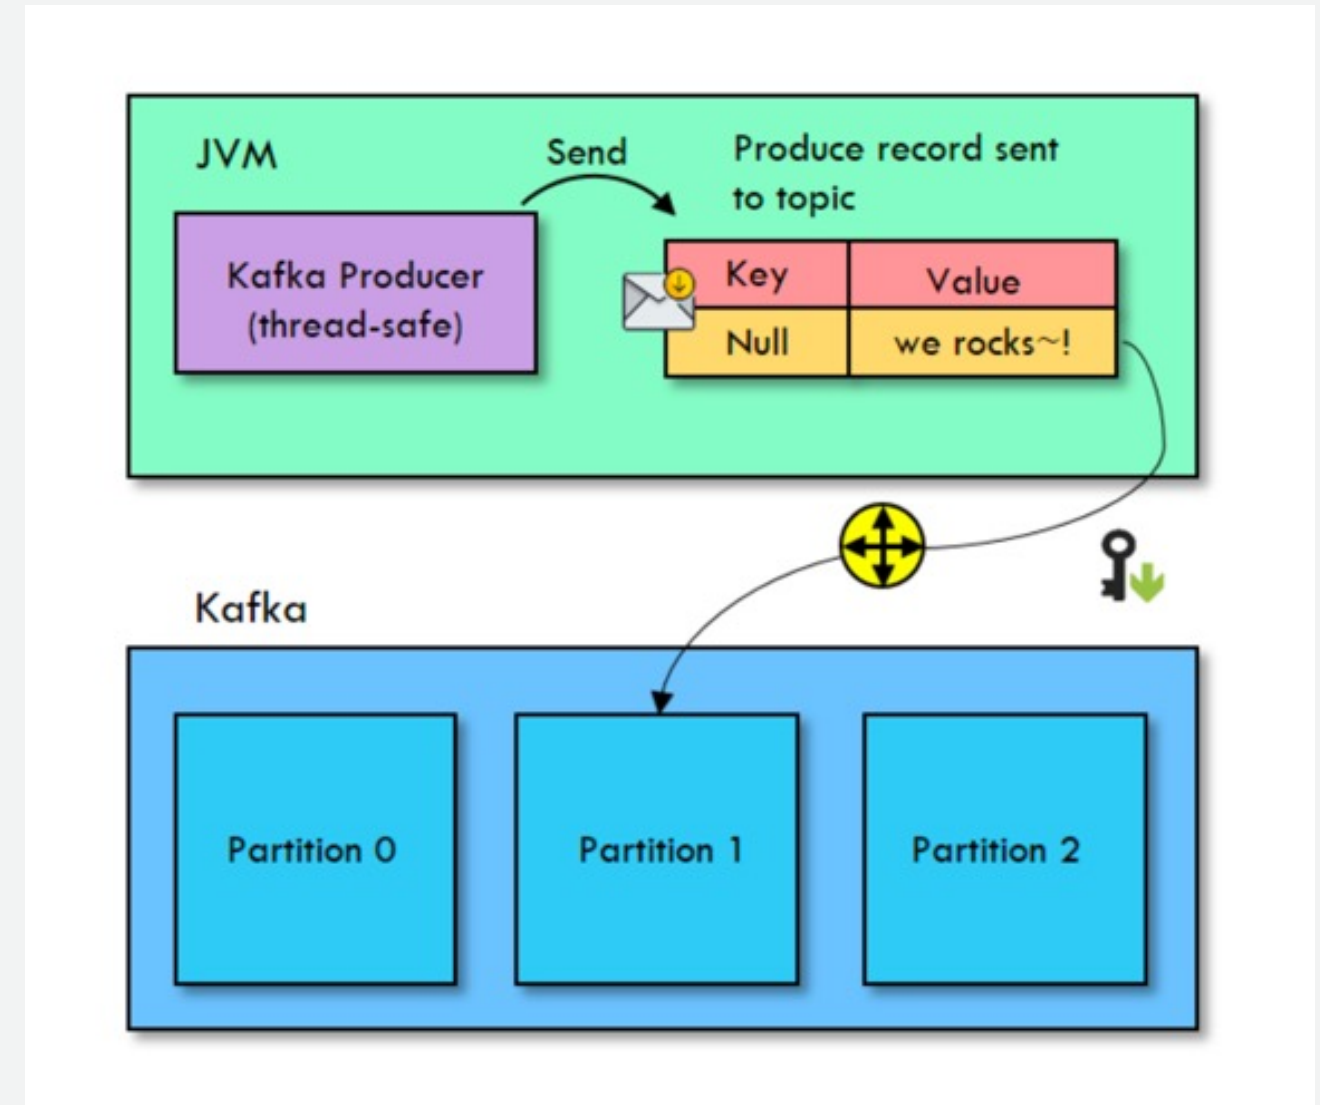 JVM
Send
Produce record sent
to topic
Kafka Producer
(thread-safe)
Key
Value
Null
we rocks~!
Kafka
Partition 0
Partition 1
Partition 2